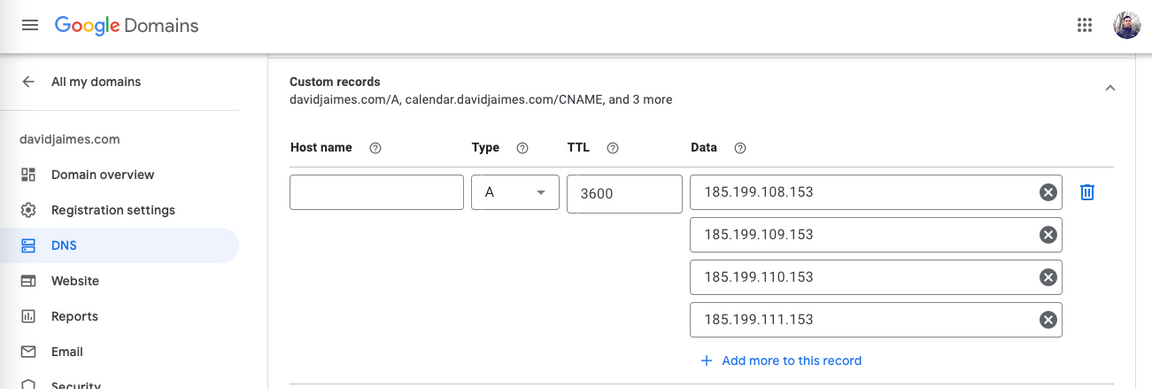 Google Domains
All my domains
davidjaimes.com
Domain overview
Registration settings
DNS
Website
Reports
Email
Security
Custom records
davidjaimes.com/A, calendar.davidjaimes.com/CNAME, and 3 more
Host name Type TTL Data
A 3600 185.199.108.153
185.199.109.153
185.199.110.153
185.199.111.153
+ Add more to this record